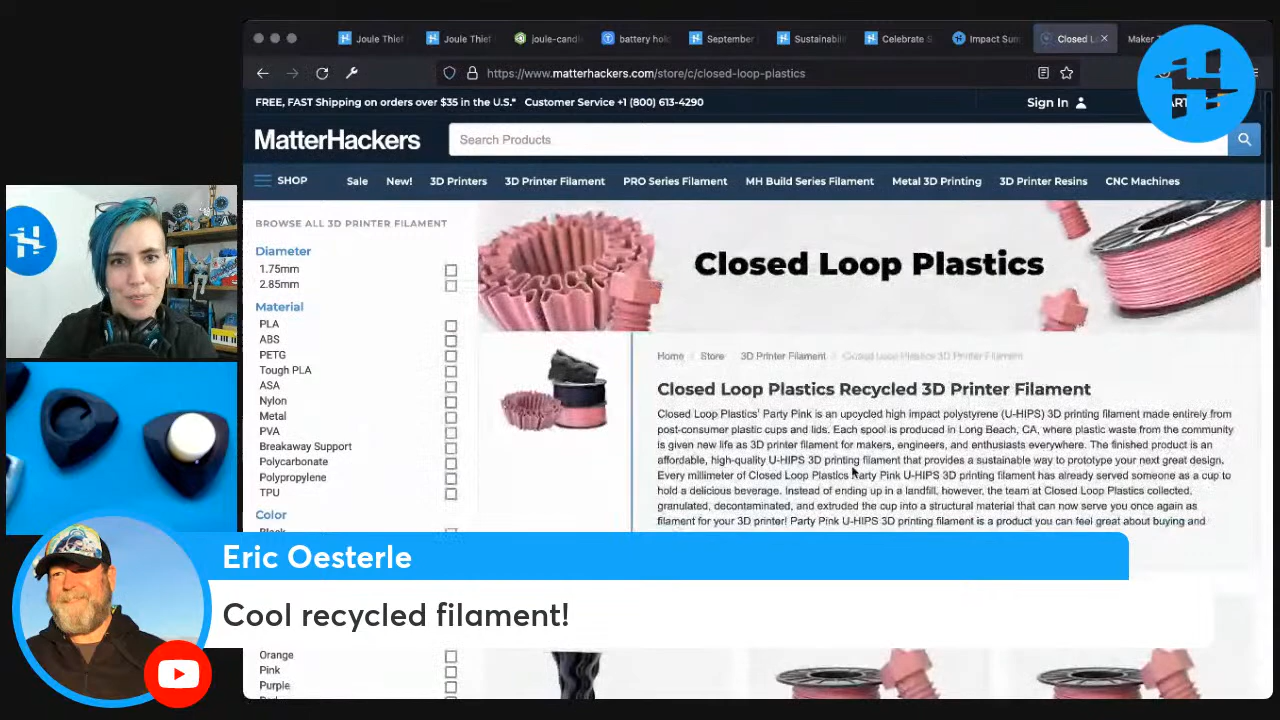 Joule Thief
Joule Thief
joule-candl
battery hold
September
Sustainabili
Celebrate S
Impact Sum
Closed L
Maker
https://www.matterhackers.com/store/c/closed-loop-plastics
FREE, FAST Shipping on orders over $35 in the U.S.* Customer Service +1 (800) 613-4290
Sign In
MatterHackers
Search Products
SHOP
Sale
New!
3D Printers
3D Printer Filament
PRO Series Filament
MH Build Series Filament
Metal 3D Printing
3D Printer Resins
CNC Machines
BROWSE ALL 3D PRINTER FILAMENT
Diameter
1.75mm
2.85mm
Material
PLA
ABS
PETG
Tough PLA
ASA
Nylon
Metal
PVA
Breakaway Support
Polycarbonate
Polypropylene
TPU
Color
Black
Orange
Pink
Purple
Closed Loop Plastics
Home
Store
3D Printer Filament
Closed Loop Plastics 3D Printer Filament
Closed Loop Plastics Recycled 3D Printer Filament
Closed Loop Plastics' Party Pink is an upcycled high impact polystyrene (U-HIPS) 3D printing filament made entirely from
post-consumer plastic cups and lids. Each spool is produced in Long Beach, CA, where plastic waste from the community
is given new life as 3D printer filament for makers, engineers, and enthusiasts everywhere. The finished product is an
affordable, high-quality U-HIPS 3D printing filament that provides a sustainable way to prototype your next great design.
Every millimeter of Closed Loop Plastics Party Pink U-HIPS 3D printing filament has already served someone as a cup to
hold a delicious beverage. Instead of ending up in a landfill, however, the team at Closed Loop Plastics collected,
granulated, decontaminated, and extruded the cup into a structural material that can now serve you once again as
filament for your 3D printer! Party Pink U-HIPS 3D printing filament is a product you can feel great about buying and
Eric Oesterle
Cool recycled filament!